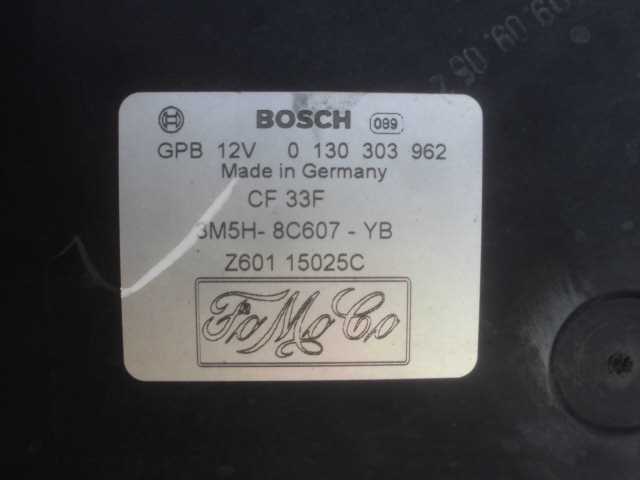 BOSCH 099
GPB 12V 0 130 303 962
Made in Germany
CF 33F
3M5H- 8C607 - YB
Z601 15025C
FoMoCo